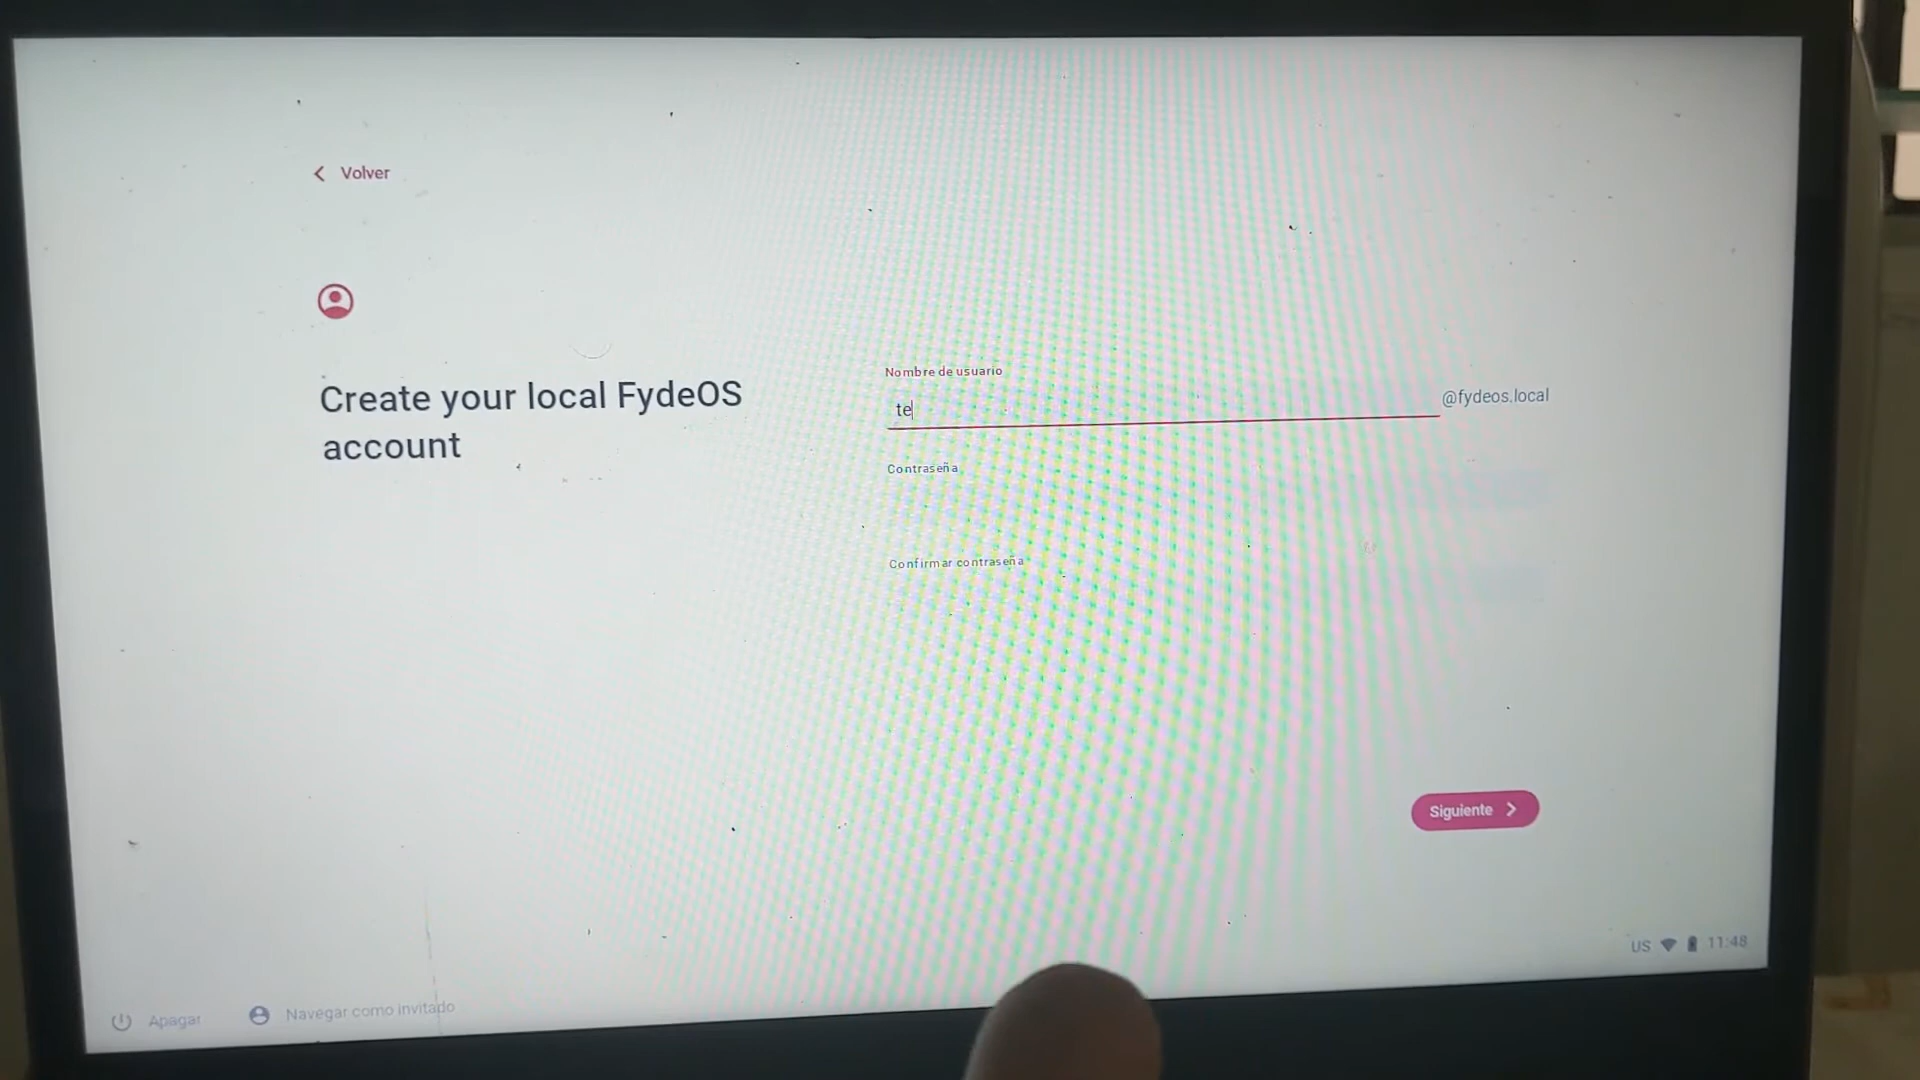 Volver
Create your local FydeOS
account
Nombre de usuario
te
@fydeos.local
Contraseña
Confirmar contraseña
Siguiente
US 11:48
Apagar
Navegar como invitado